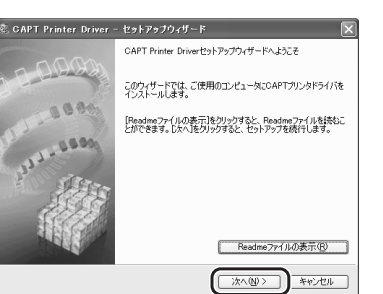 CAPT Printer Driver - セットアップウィザード
CAPT Printer Driverセットアップウィザードへようこそ
このウィザードでは、ご使用のコンピュータにCAPTプリンタドライバを
インストールします。
[Readmeファイルの表示]をクリックすると、Readmeファイルを読むこ
とができます。[次へ]をクリックすると、セットアップを続行します。
Readmeファイルの表示(R)
次へ(N) >
キャンセル